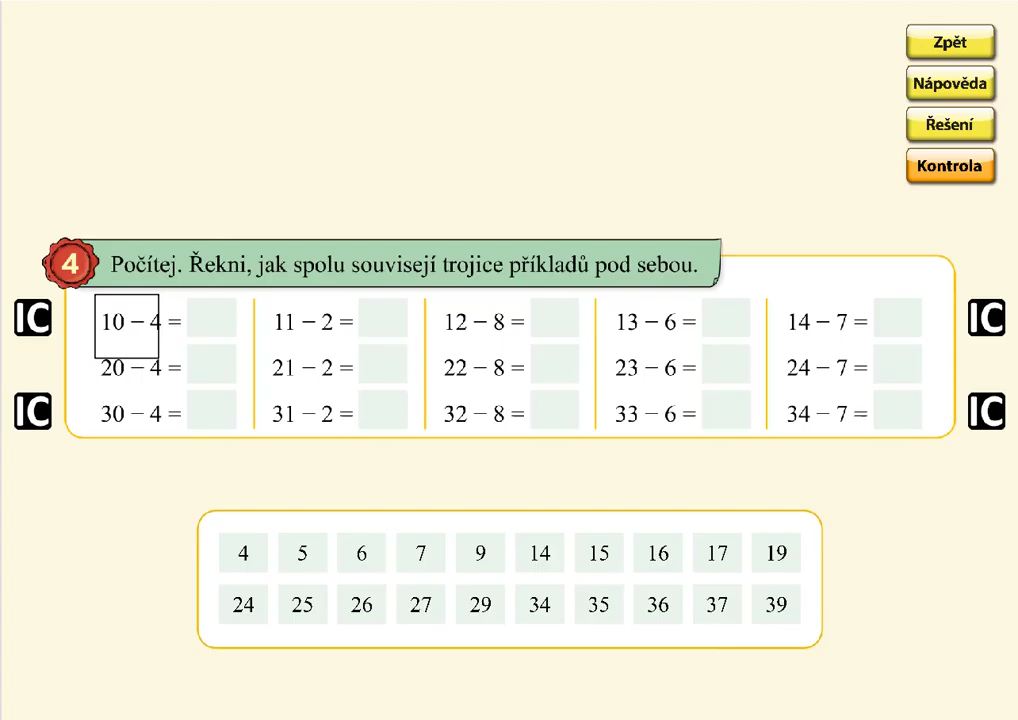 Zpět
Nápověda
Řešení
Kontrola
4 Počítej. Řekni, jak spolu souvisejí trojice příkladů pod sebou.
IC 10 − 4 = 11 − 2 = 12 − 8 = 13 − 6 = 14 − 7 = IC
20 − 4 = 21 − 2 = 22 − 8 = 23 − 6 = 24 − 7 =
IC 30 − 4 = 31 − 2 = 32 − 8 = 33 − 6 = 34 − 7 = IC
4 5 6 7 9 14 15 16 17 19
24 25 26 27 29 34 35 36 37 39